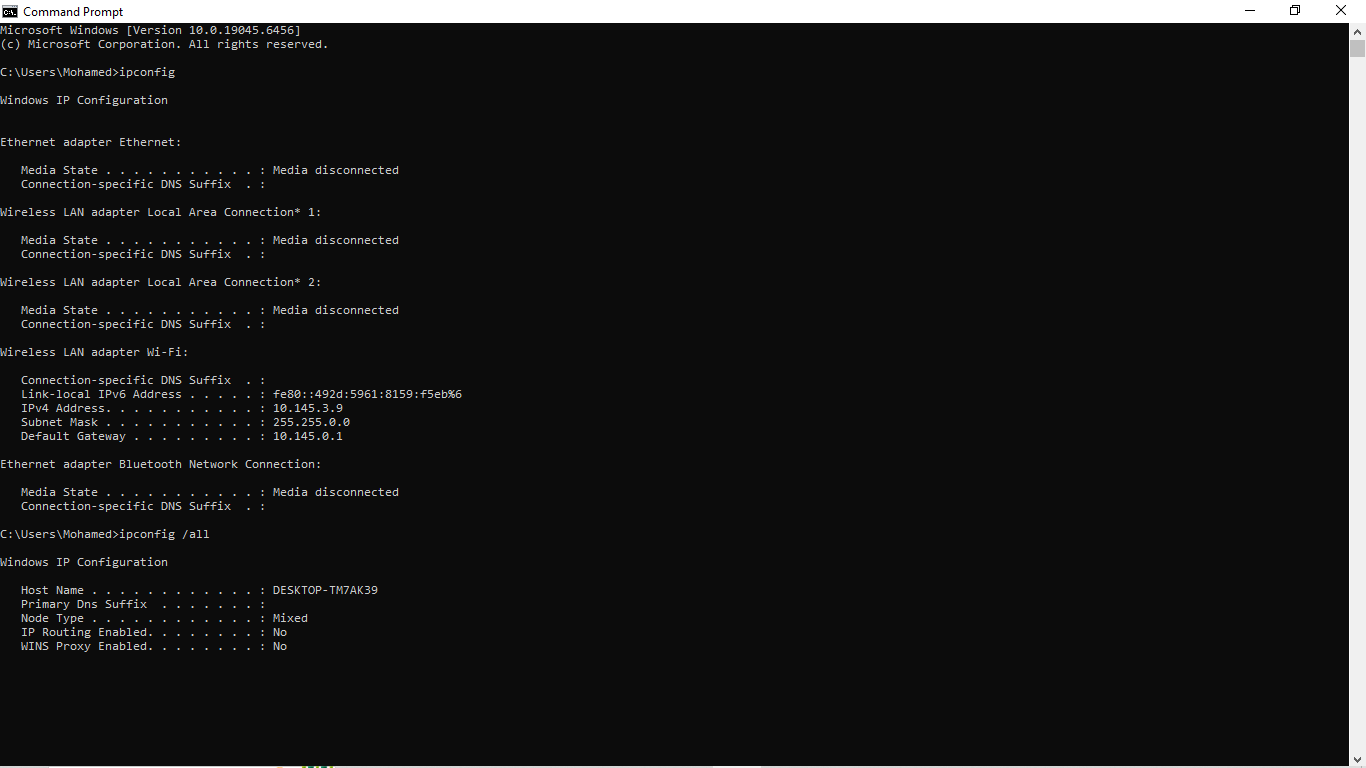 Command Prompt
Microsoft Windows [Version 10.0.19045.6456]
(c) Microsoft Corporation. All rights reserved.
C:\Users\Mohamed>ipconfig
Windows IP Configuration
Ethernet adapter Ethernet:
   Media State . . . . . . . . . . . : Media disconnected
   Connection-specific DNS Suffix  . :
Wireless LAN adapter Local Area Connection* 1:
   Media State . . . . . . . . . . . : Media disconnected
   Connection-specific DNS Suffix  . :
Wireless LAN adapter Local Area Connection* 2:
   Media State . . . . . . . . . . . : Media disconnected
   Connection-specific DNS Suffix  . :
Wireless LAN adapter Wi-Fi:
   Connection-specific DNS Suffix  . :
   Link-local IPv6 Address . . . . . : fe80::492d:5961:8159:f5eb%6
   IPv4 Address. . . . . . . . . . . : 10.145.3.9
   Subnet Mask . . . . . . . . . . . : 255.255.0.0
   Default Gateway . . . . . . . . . : 10.145.0.1
Ethernet adapter Bluetooth Network Connection:
   Media State . . . . . . . . . . . : Media disconnected
   Connection-specific DNS Suffix  . :
C:\Users\Mohamed>ipconfig /all
Windows IP Configuration
   Host Name . . . . . . . . . . . . : DESKTOP-TM7AK39
   Primary Dns Suffix  . . . . . . . :
   Node Type . . . . . . . . . . . . : Mixed
   IP Routing Enabled. . . . . . . . : No
   WINS Proxy Enabled. . . . . . . . : No